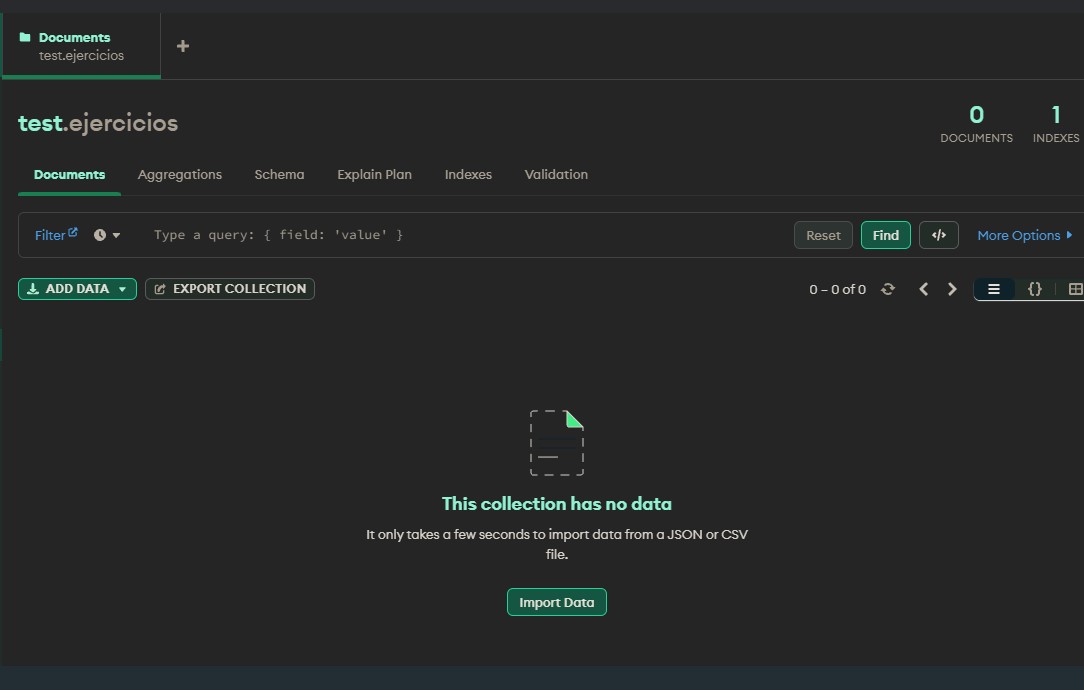 Documents
test.ejercicios
test.ejercicios
0
DOCUMENTS
1
INDEXES
Documents
Aggregations
Schema
Explain Plan
Indexes
Validation
Filter
Type a query: { field: 'value' }
Reset
Find
</>
More Options
ADD DATA
EXPORT COLLECTION
0 – 0 of 0
{}
This collection has no data
It only takes a few seconds to import data from a JSON or CSV
file.
Import Data